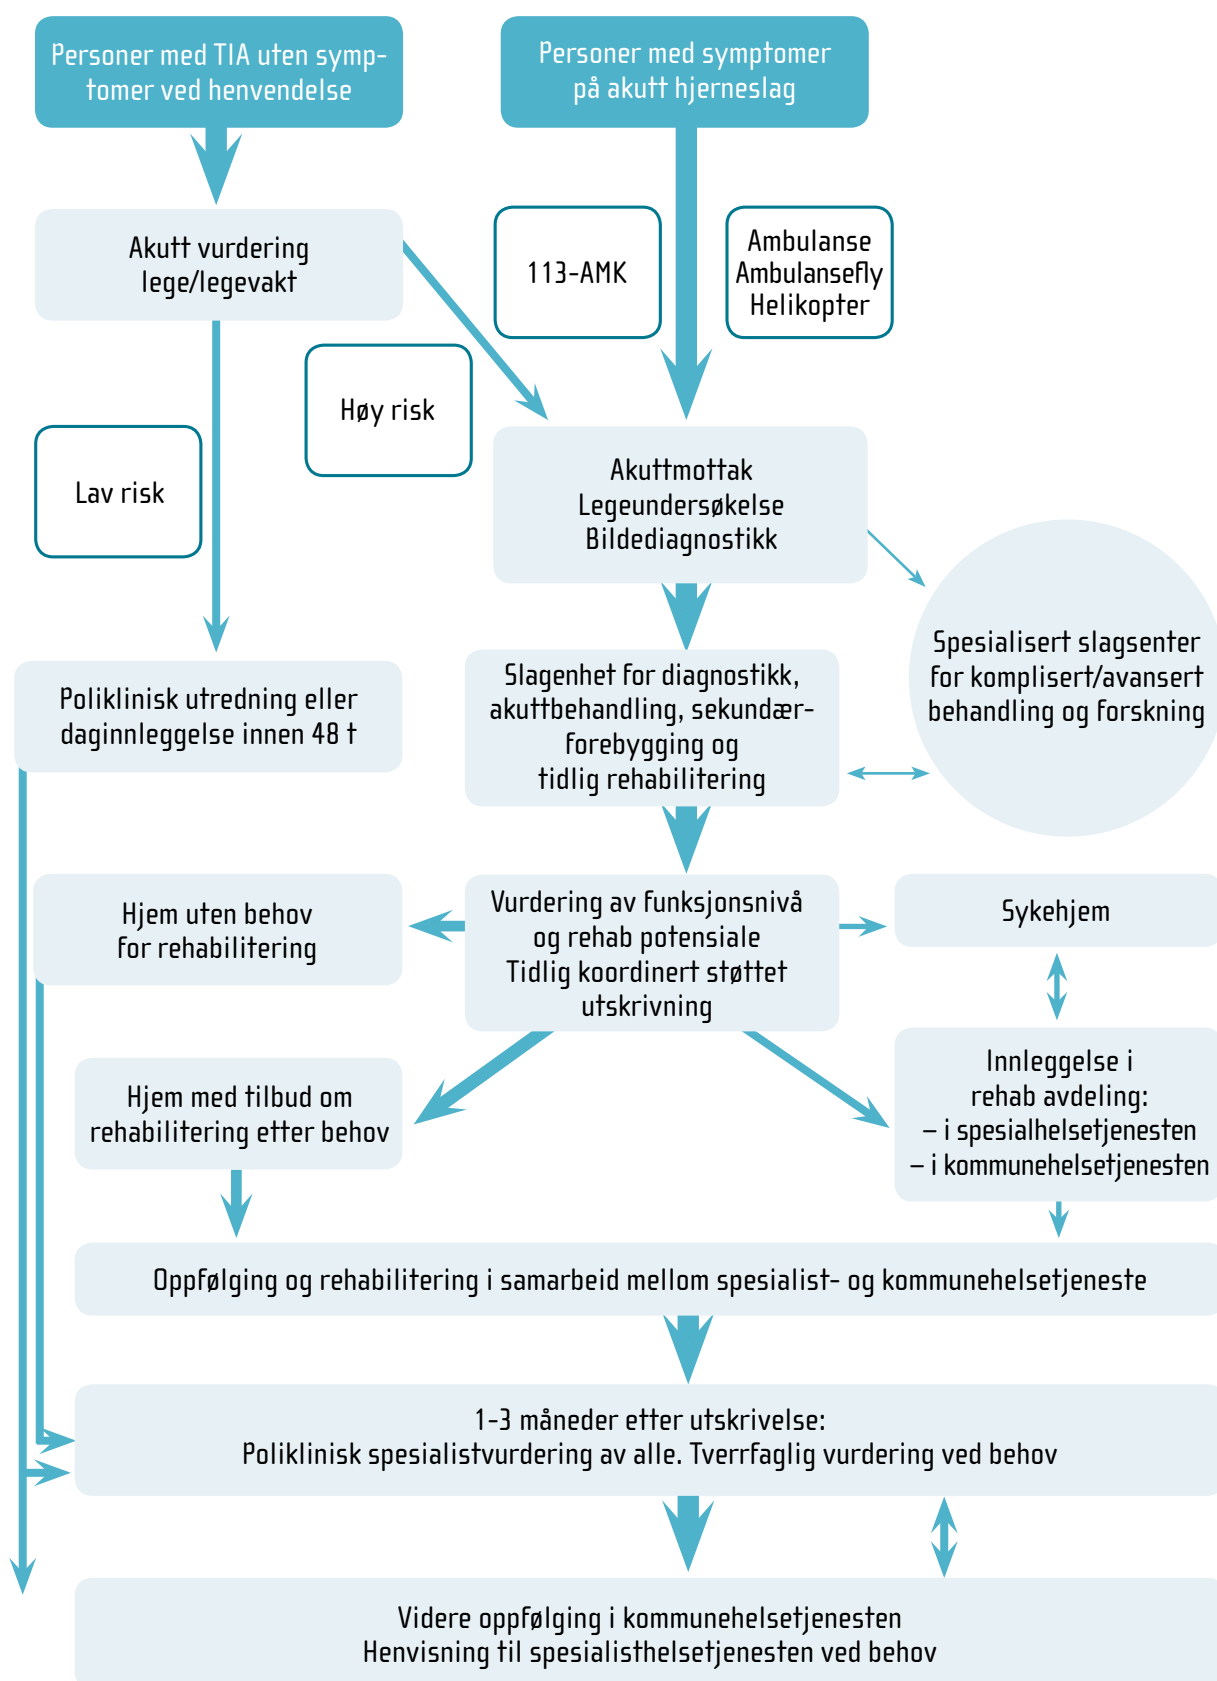 Personer med TIA uten symp-
tomer ved henvendelse
Personer med symptomer
på akutt hjerneslag
Akutt vurdering
lege/legevakt
113-AMK
Ambulanse
Ambulansefly
Helikopter
Høy risk
Lav risk
Akuttmottak
Legeundersøkelse
Bildediagnostikk
Spesialisert slagsenter
for komplisert/avansert
behandling og forskning
Poliklinisk utredning eller
daginnleggelse innen 48 t
Slagenhet for diagnostikk,
akuttbehandling, sekundær-
forebygging og
tidlig rehabilitering
Hjem uten behov
for rehabilitering
Vurdering av funksjonsnivå
og rehab potensiale
Tidlig koordinert støttet
utskrivning
Sykehjem
Hjem med tilbud om
rehabilitering etter behov
Innleggelse i
rehab avdeling:
– i spesialhelsetjenesten
– i kommunehelsetjenesten
Oppfølging og rehabilitering i samarbeid mellom spesialist- og kommunehelsetjeneste
1-3 måneder etter utskrivelse:
Poliklinisk spesialistvurdering av alle. Tverrfaglig vurdering ved behov
Videre oppfølging i kommunehelsetjenesten
Henvisning til spesialisthelsetjenesten ved behov